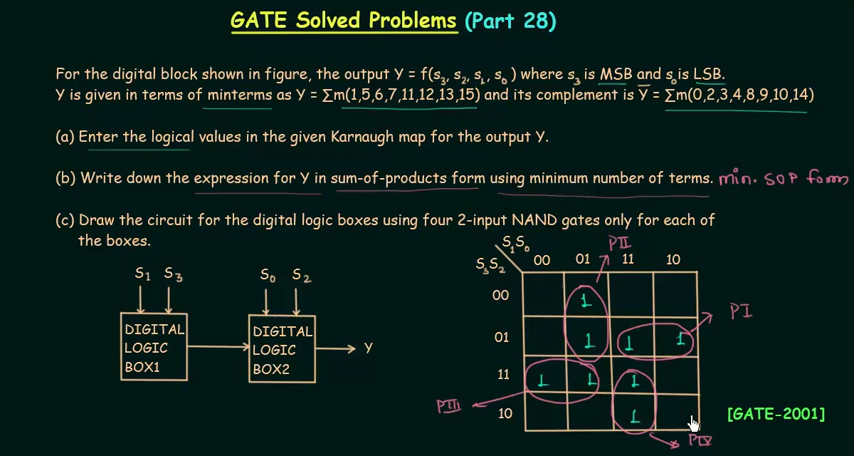 GATE Solved Problems (Part 28)
For the digital block shown in figure, the output Y = f(s₃, s₂, s₁, s₀) where s₃ is MSB and s₀ is LSB.
Y is given in terms of minterms as Y = ∑m(1,5,6,7,11,12,13,15) and its complement is Y̅ = ∑m(0,2,3,4,8,9,10,14)
(a) Enter the logical values in the given Karnaugh map for the output Y.
(b) Write down the expression for Y in sum-of-products form using minimum number of terms. min. SOP form
(c) Draw the circuit for the digital logic boxes using four 2-input NAND gates only for each of
the boxes.
S₁ S₃
S₀ S₂
DIGITAL
LOGIC
BOX1
DIGITAL
LOGIC
BOX2
Y
S₁S₀
PII
S₃S₂
00 01 11 10
00 1
01 1 1 1
PI
11 1 1 1
PIII
10 1
PIV
[GATE-2001]